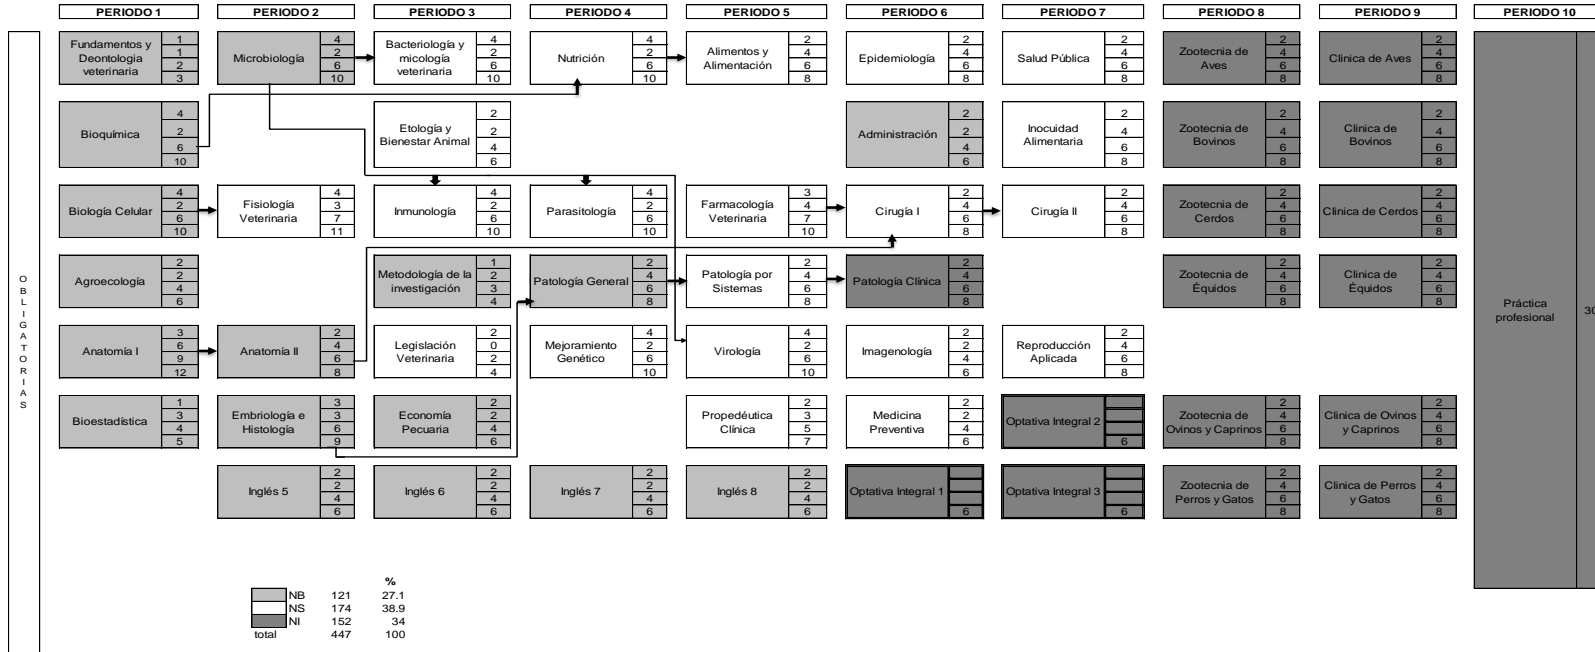 PERIODO 1 PERIODO 2 PERIODO 3 PERIODO 4 PERIODO 5 PERIODO 6 PERIODO 7 PERIODO 8 PERIODO 9 PERIODO 10
OBLIGATORIAS
Fundamentos y
Deontologia
veterinaria
1
1
2
3
Microbiología
4
2
6
10
Bacteriología y
micología
veterinaria
4
2
6
10
Nutrición
4
2
6
10
Alimentos y
Alimentación
2
4
6
8
Epidemiología
2
4
6
8
Salud Pública
2
4
6
8
Zootecnia de
Aves
2
4
6
8
Clinica de Aves
2
4
6
8
Bioquímica
4
2
6
10
Etología y
Bienestar Animal
2
2
4
6
Administración
2
2
4
6
Inocuidad
Alimentaria
2
4
6
8
Zootecnia de
Bovinos
2
4
6
8
Clinica de
Bovinos
2
4
6
8
Biología Celular
4
2
6
10
Fisiología
Veterinaria
4
3
7
11
Inmunología
4
2
6
10
Parasitología
4
2
6
10
Farmacología
Veterinaria
3
4
7
10
Cirugía I
2
4
6
8
Cirugía II
2
4
6
8
Zootecnia de
Cerdos
2
4
6
8
Clinica de Cerdos
2
4
6
8
Agroecología
2
2
4
6
Metodología de la
investigación
1
2
3
4
Patología General
2
4
6
8
Patología por
Sistemas
2
4
6
8
Patología Clínica
2
4
6
8
Zootecnia de
Équidos
2
4
6
8
Clinica de
Équidos
2
4
6
8
Práctica
profesional
30
Anatomía I
3
6
9
12
Anatomía II
2
4
6
8
Legislación
Veterinaria
2
0
2
4
Mejoramiento
Genético
4
2
6
10
Virología
4
2
6
10
Imagenología
2
2
4
6
Reproducción
Aplicada
2
4
6
8
Bioestadística
1
3
4
5
Embriología e
Histología
3
3
6
9
Economía
Pecuaria
2
2
4
6
Propedéutica
Clínica
2
3
5
7
Medicina
Preventiva
2
2
4
6
Optativa Integral 2
6
Zootecnia de
Ovinos y Caprinos
2
4
6
8
Clinica de Ovinos
y Caprinos
2
4
6
8
Inglés 5
2
2
4
6
Inglés 6
2
2
4
6
Inglés 7
2
2
4
6
Inglés 8
2
2
4
6
Optativa Integral 1
6
Optativa Integral 3
6
Zootecnia de
Perros y Gatos
2
4
6
8
Clinica de Perros
y Gatos
2
4
6
8
%
NB 121 27.1
NS 174 38.9
NI 152 34
total 447 100